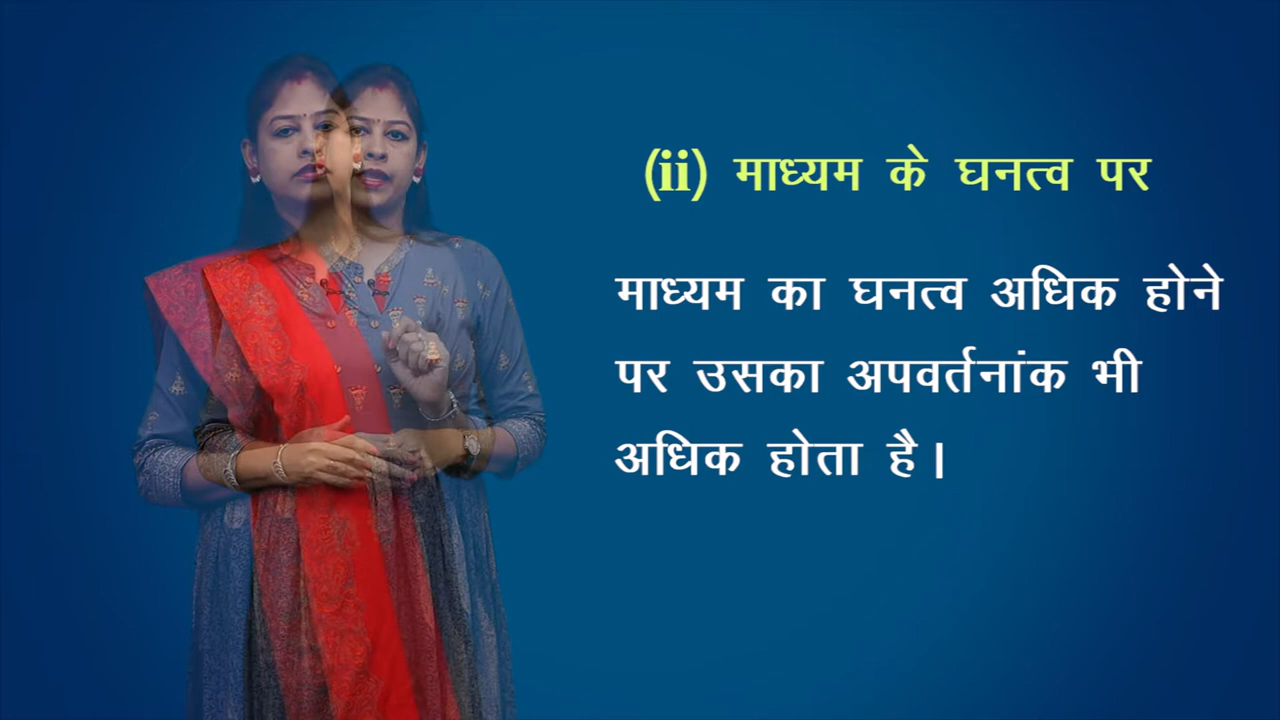 (ii) माध्यम के घनत्व पर
माध्यम का घनत्व अधिक होने
पर उसका अपवर्तनांक भी
अधिक होता है।